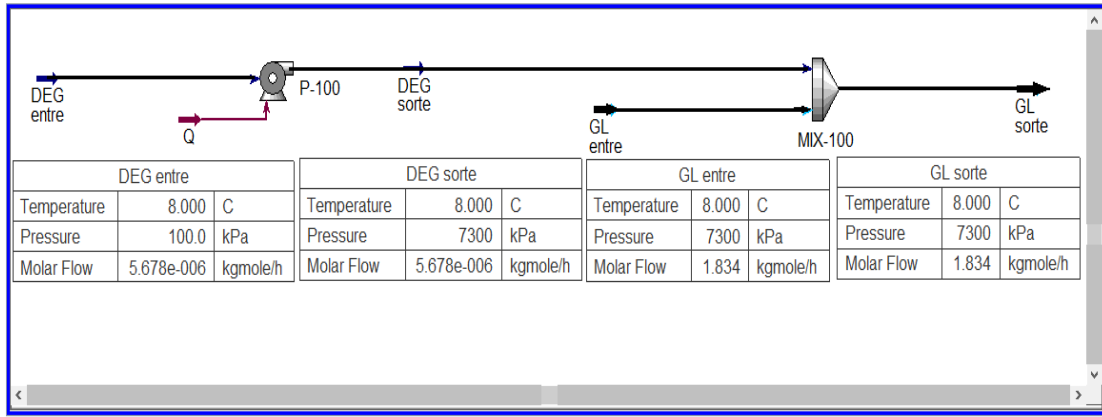 DEG
entre
Q
P-100
DEG
sorte
GL
entre
MIX-100
GL
sorte
DEG entre
Temperature 8.000 C
Pressure 100.0 kPa
Molar Flow 5.678e-006 kgmole/h
DEG sorte
Temperature 8.000 C
Pressure 7300 kPa
Molar Flow 5.678e-006 kgmole/h
GL entre
Temperature 8.000 C
Pressure 7300 kPa
Molar Flow 1.834 kgmole/h
GL sorte
Temperature 8.000 C
Pressure 7300 kPa
Molar Flow 1.834 kgmole/h